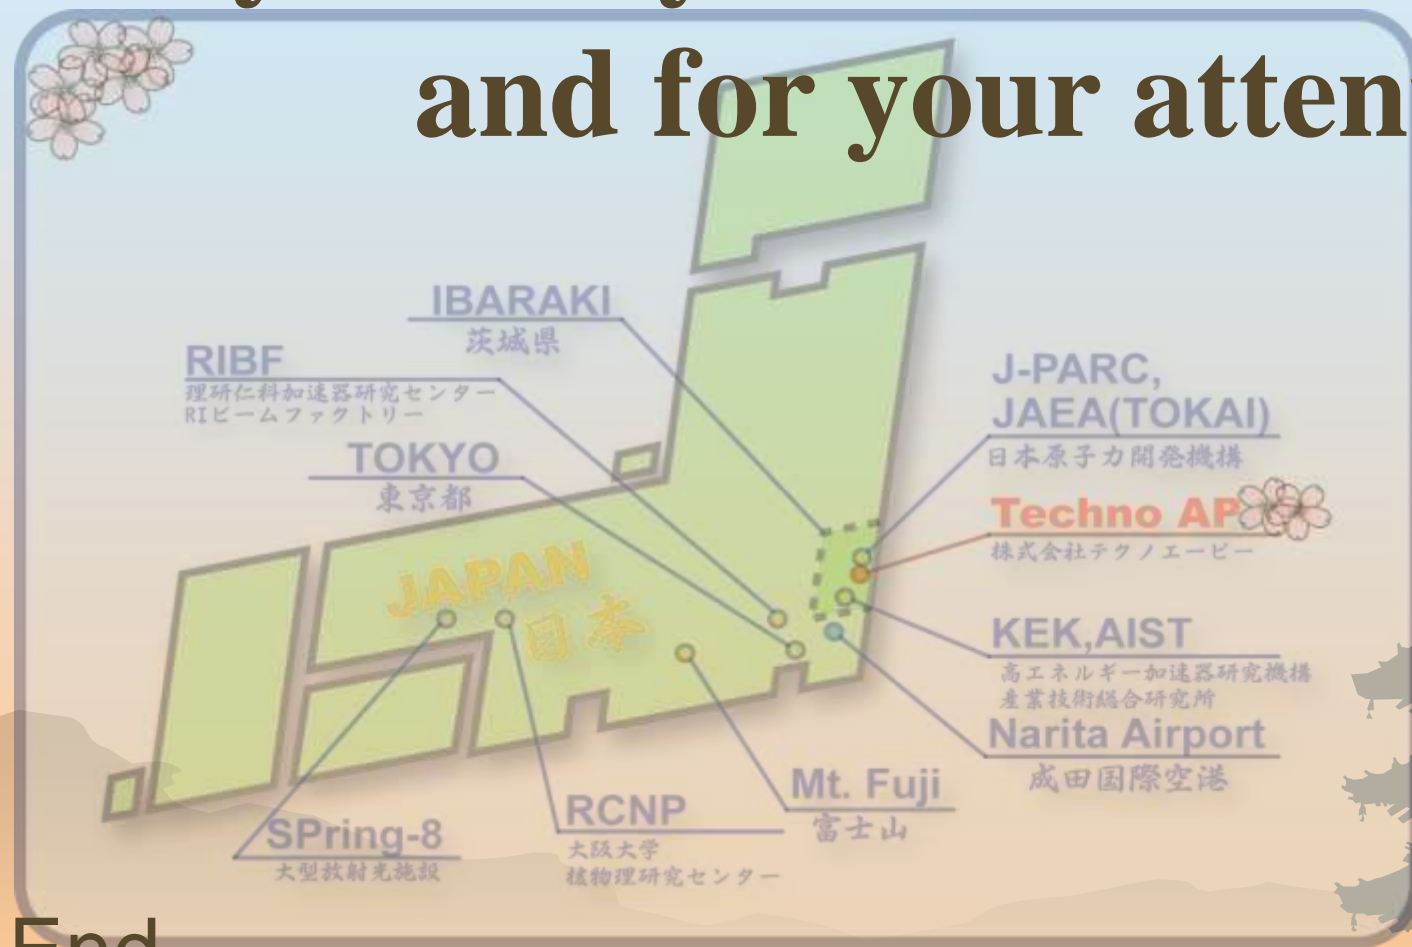 and for your atten
IBARAKI
茨城県
RIBF
理研仁科加速器研究センター
RIビームファクトリー
TOKYO
東京都
J-PARC,
JAEA(TOKAI)
日本原子力開発機構
Techno AP
株式会社テクノエーピー
JAPAN
日本
KEK,AIST
高エネルギー加速器研究機構
産業技術総合研究所
Narita Airport
成田国際空港
Mt. Fuji
富士山
RCNP
大阪大学
核物理研究センター
SPring-8
大型放射光施設
End